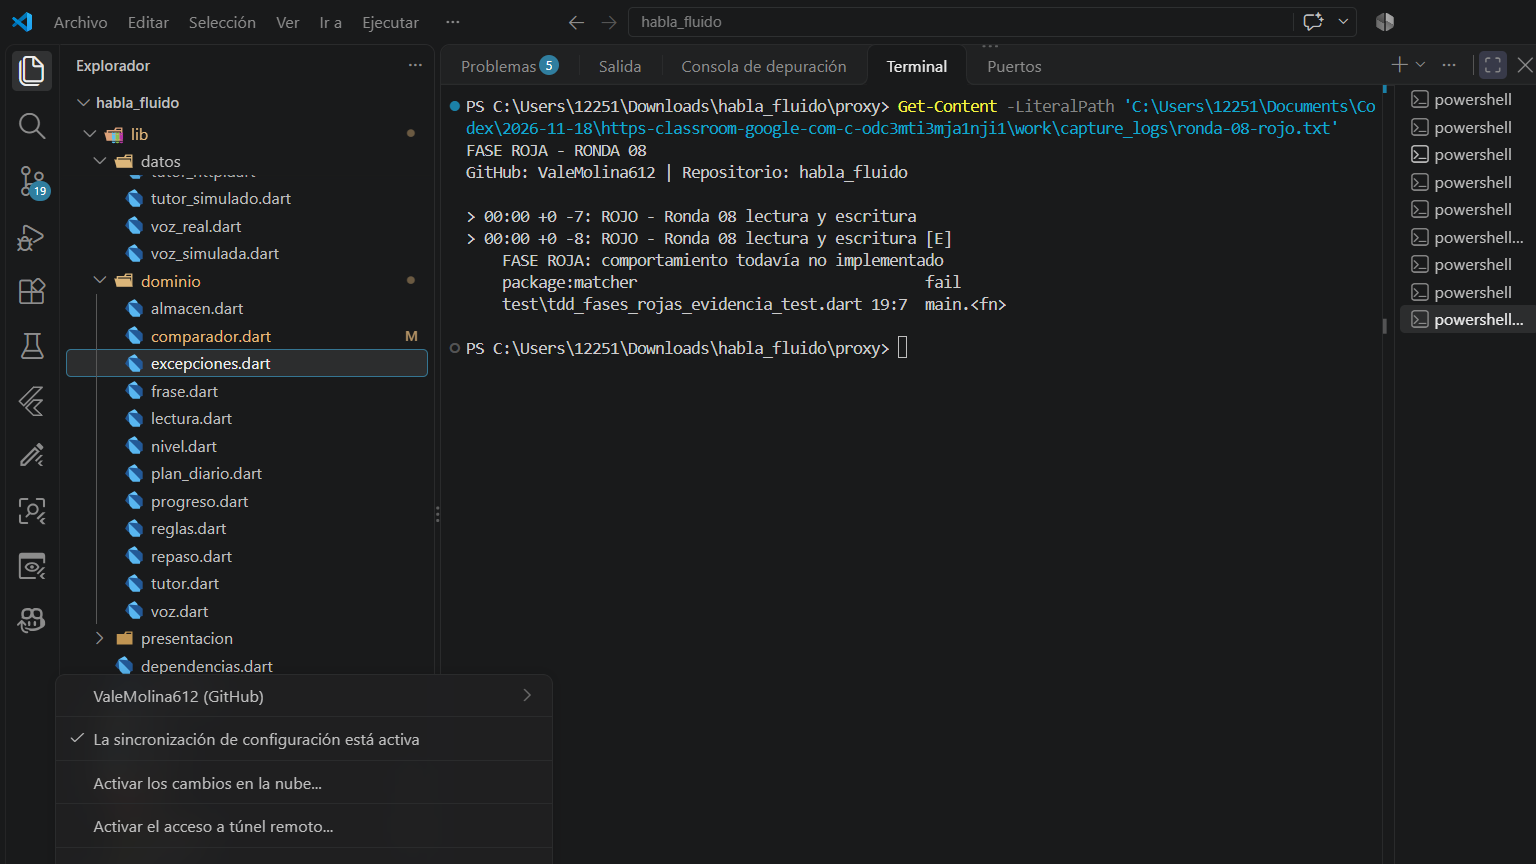 Archivo Editar Selección Ver Ir a Ejecutar ···
habla_fluido
Explorador ···
habla_fluido
lib
datos
tutor_http.dart
tutor_simulado.dart
voz_real.dart
voz_simulada.dart
dominio
almacen.dart
comparador.dart M
excepciones.dart
frase.dart
lectura.dart
nivel.dart
plan_diario.dart
progreso.dart
reglas.dart
repaso.dart
tutor.dart
voz.dart
presentacion
dependencias.dart
19
ValeMolina612 (GitHub)
La sincronización de configuración está activa
Activar los cambios en la nube...
Activar el acceso a túnel remoto...
Problemas 5 Salida Consola de depuración Terminal Puertos
PS C:\Users\12251\Downloads\habla_fluido\proxy> Get-Content -LiteralPath 'C:\Users\12251\Documents\Co
dex\2026-11-18\https-classroom-google-com-c-odc3mti3mja1nji1\work\capture_logs\ronda-08-rojo.txt'
FASE ROJA - RONDA 08
GitHub: ValeMolina612 | Repositorio: habla_fluido
> 00:00 +0 -7: ROJO - Ronda 08 lectura y escritura
> 00:00 +0 -8: ROJO - Ronda 08 lectura y escritura [E]
FASE ROJA: comportamiento todavía no implementado
package:matcher fail
test\tdd_fases_rojas_evidencia_test.dart 19:7 main.<fn>
PS C:\Users\12251\Downloads\habla_fluido\proxy>
powershell
powershell
powershell
powershell
powershell
powershell...
powershell
powershell
powershell...